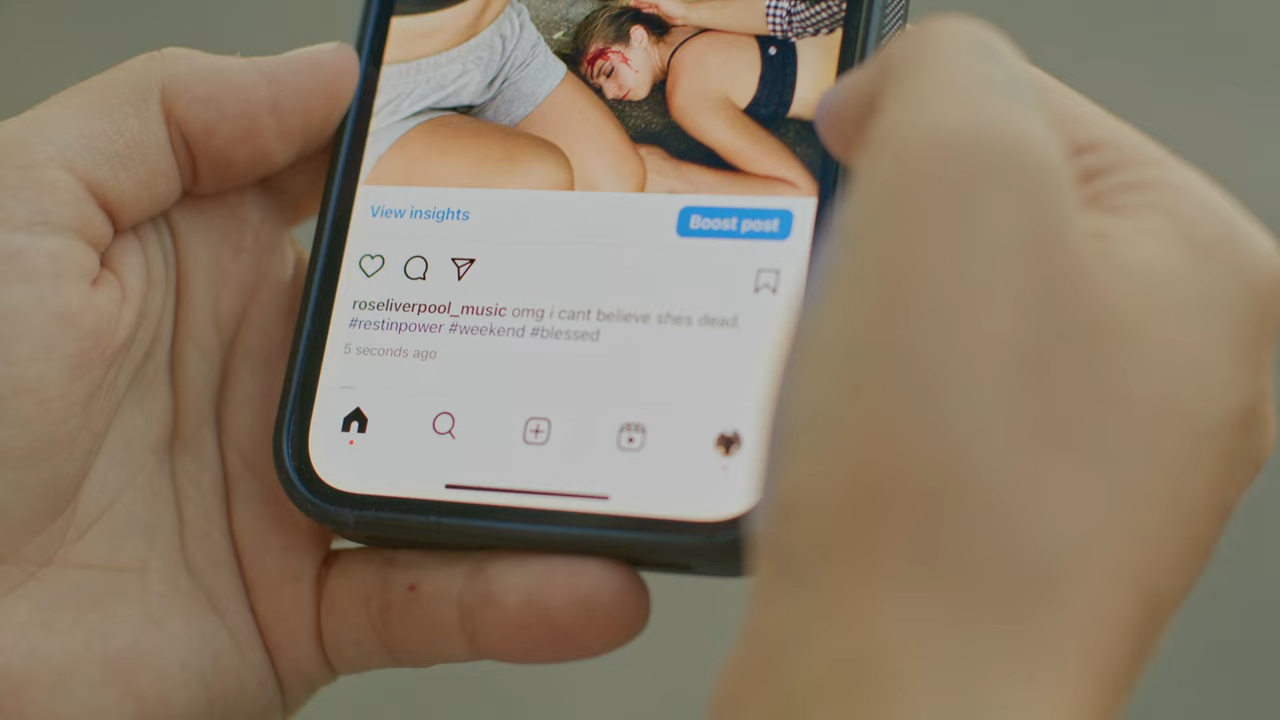 View insights
Boost post
roseliverpool_music omg i cant believe shes dead.
#restinpower #weekend #blessed
5 seconds ago